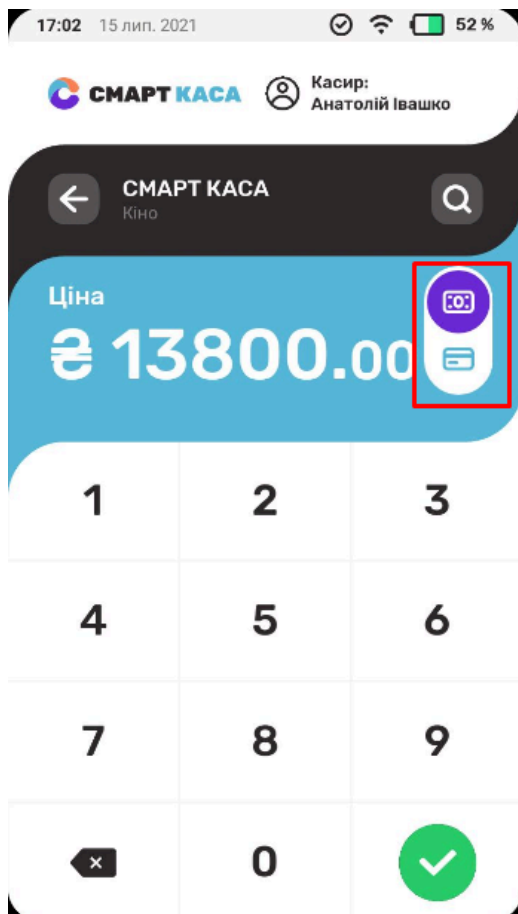 17:02 15 лип. 2021 52 %
СМАРТ КАСА
Касир:
Анатолій Івашко
СМАРТ КАСА
Кіно
Ціна
₴ 13800.00
1 2 3
4 5 6
7 8 9
0